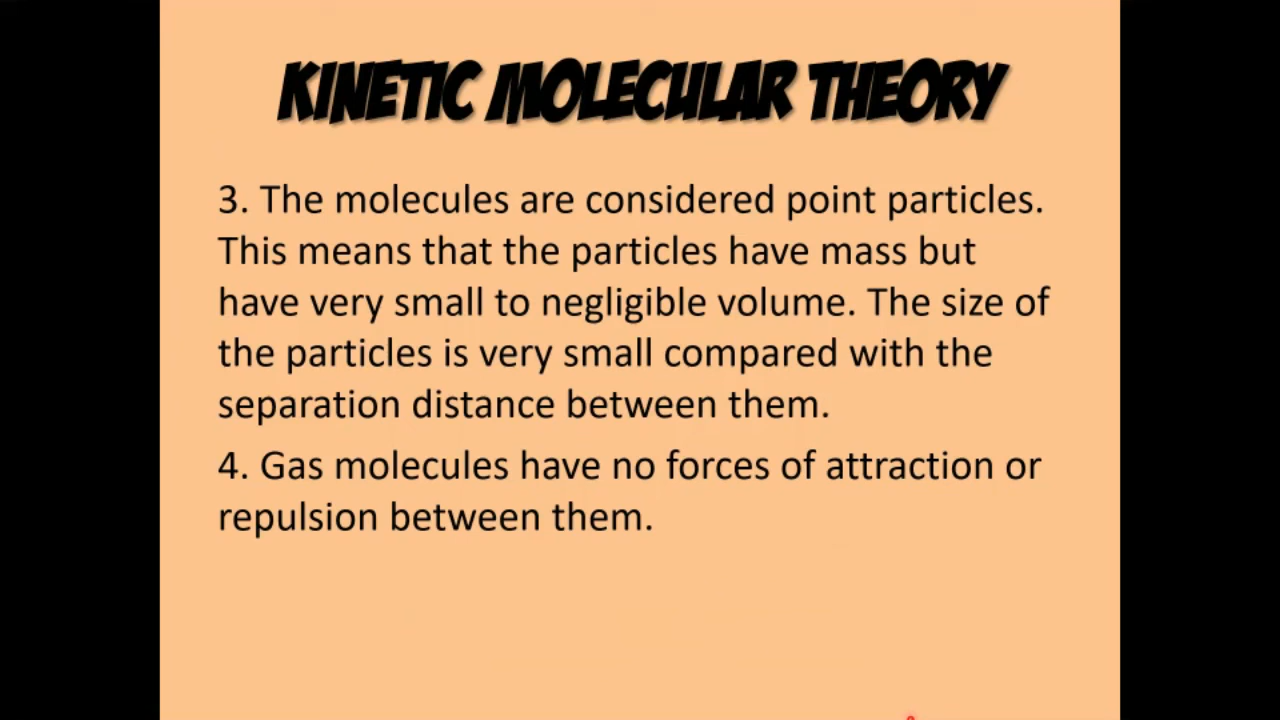 KINETIC MOLECULAR THEORY
3. The molecules are considered point particles.
This means that the particles have mass but
have very small to negligible volume. The size of
the particles is very small compared with the
separation distance between them.
4. Gas molecules have no forces of attraction or
repulsion between them.